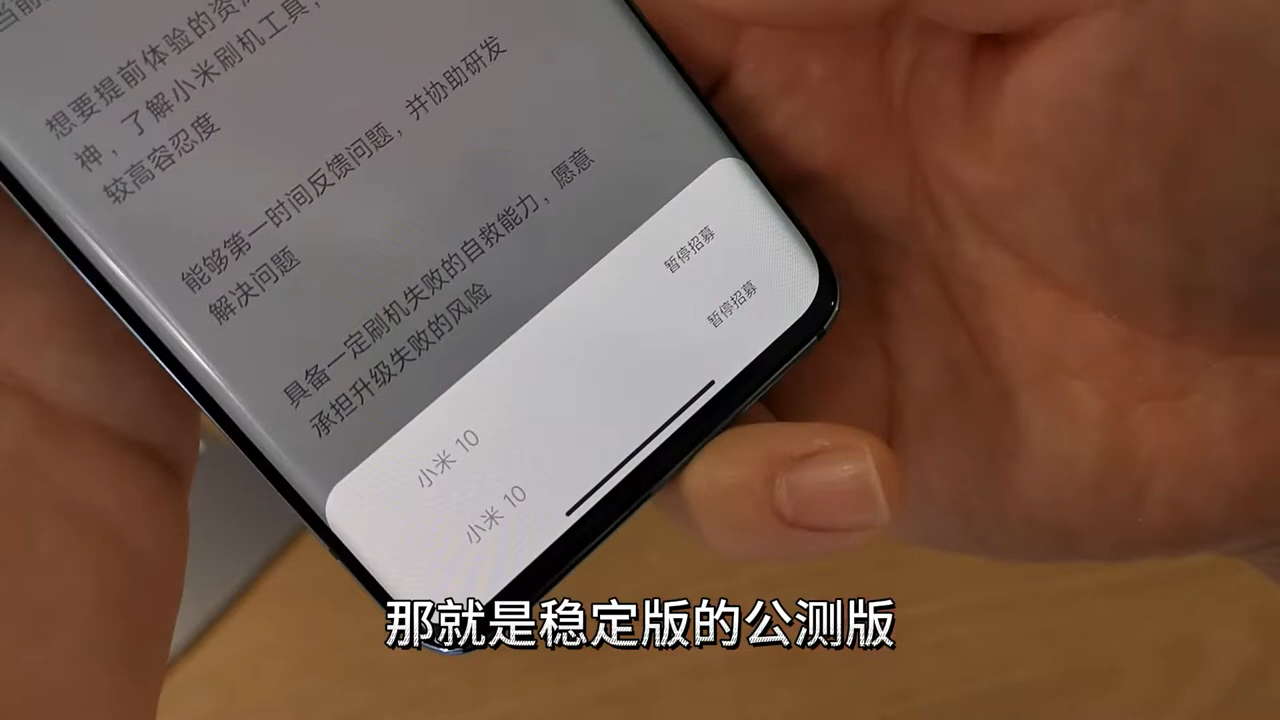 当前
想要提前体验的资深
神，了解小米刷机工具，
较高容忍度
能够第一时间反馈问题，并协助研发
解决问题
具备一定刷机失败的自救能力，愿意
承担升级失败的风险
小米 10
暂停招募
小米 10
暂停招募
那就是稳定版的公测版